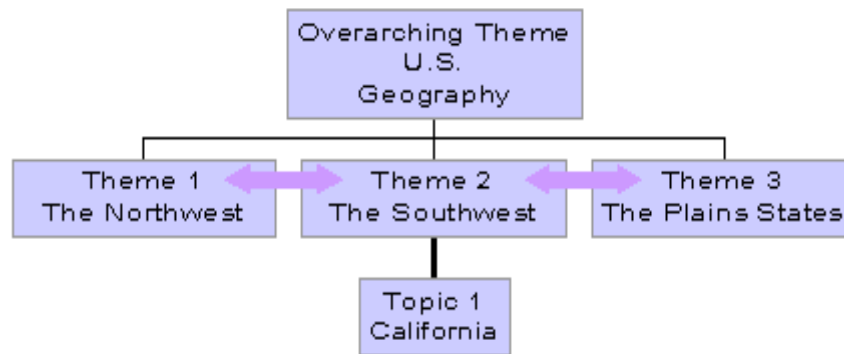 Overarching Theme
U.S.
Geography
Theme 1
The Northwest
Theme 2
The Southwest
Theme 3
The Plains States
Topic 1
California